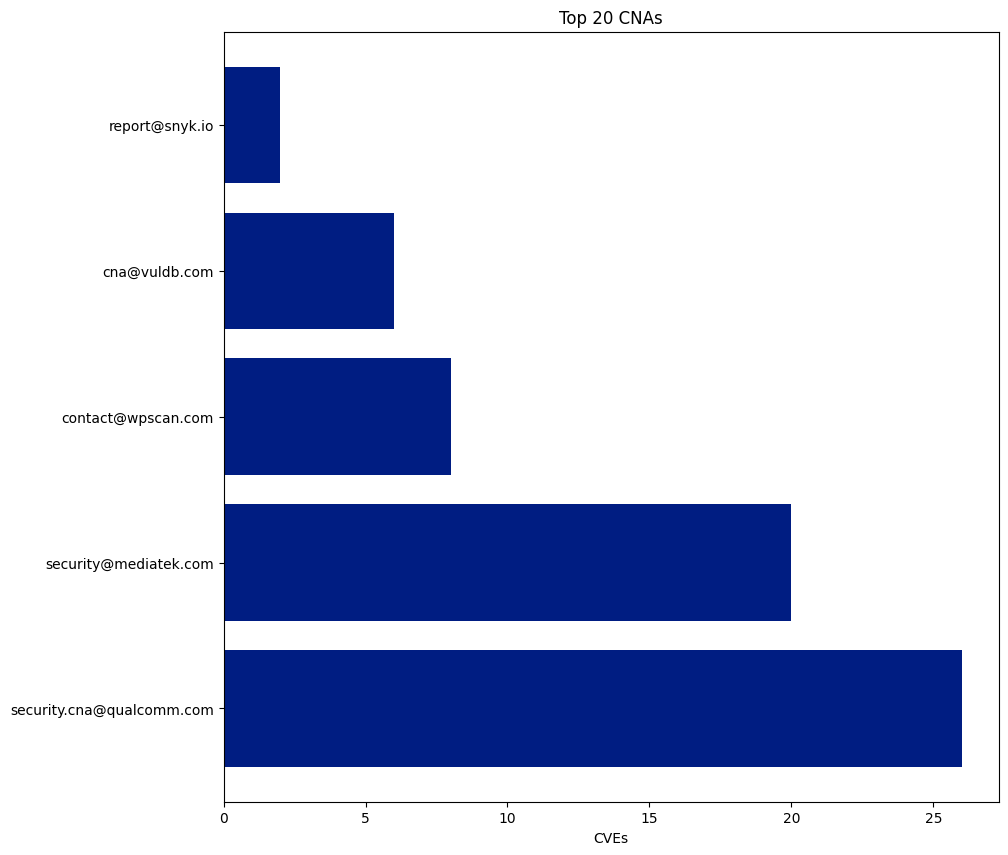 Top 20 CNAs
report@snyk.io
cna@vuldb.com
contact@wpscan.com
security@mediatek.com
security.cna@qualcomm.com
0 5 10 15 20 25
CVEs